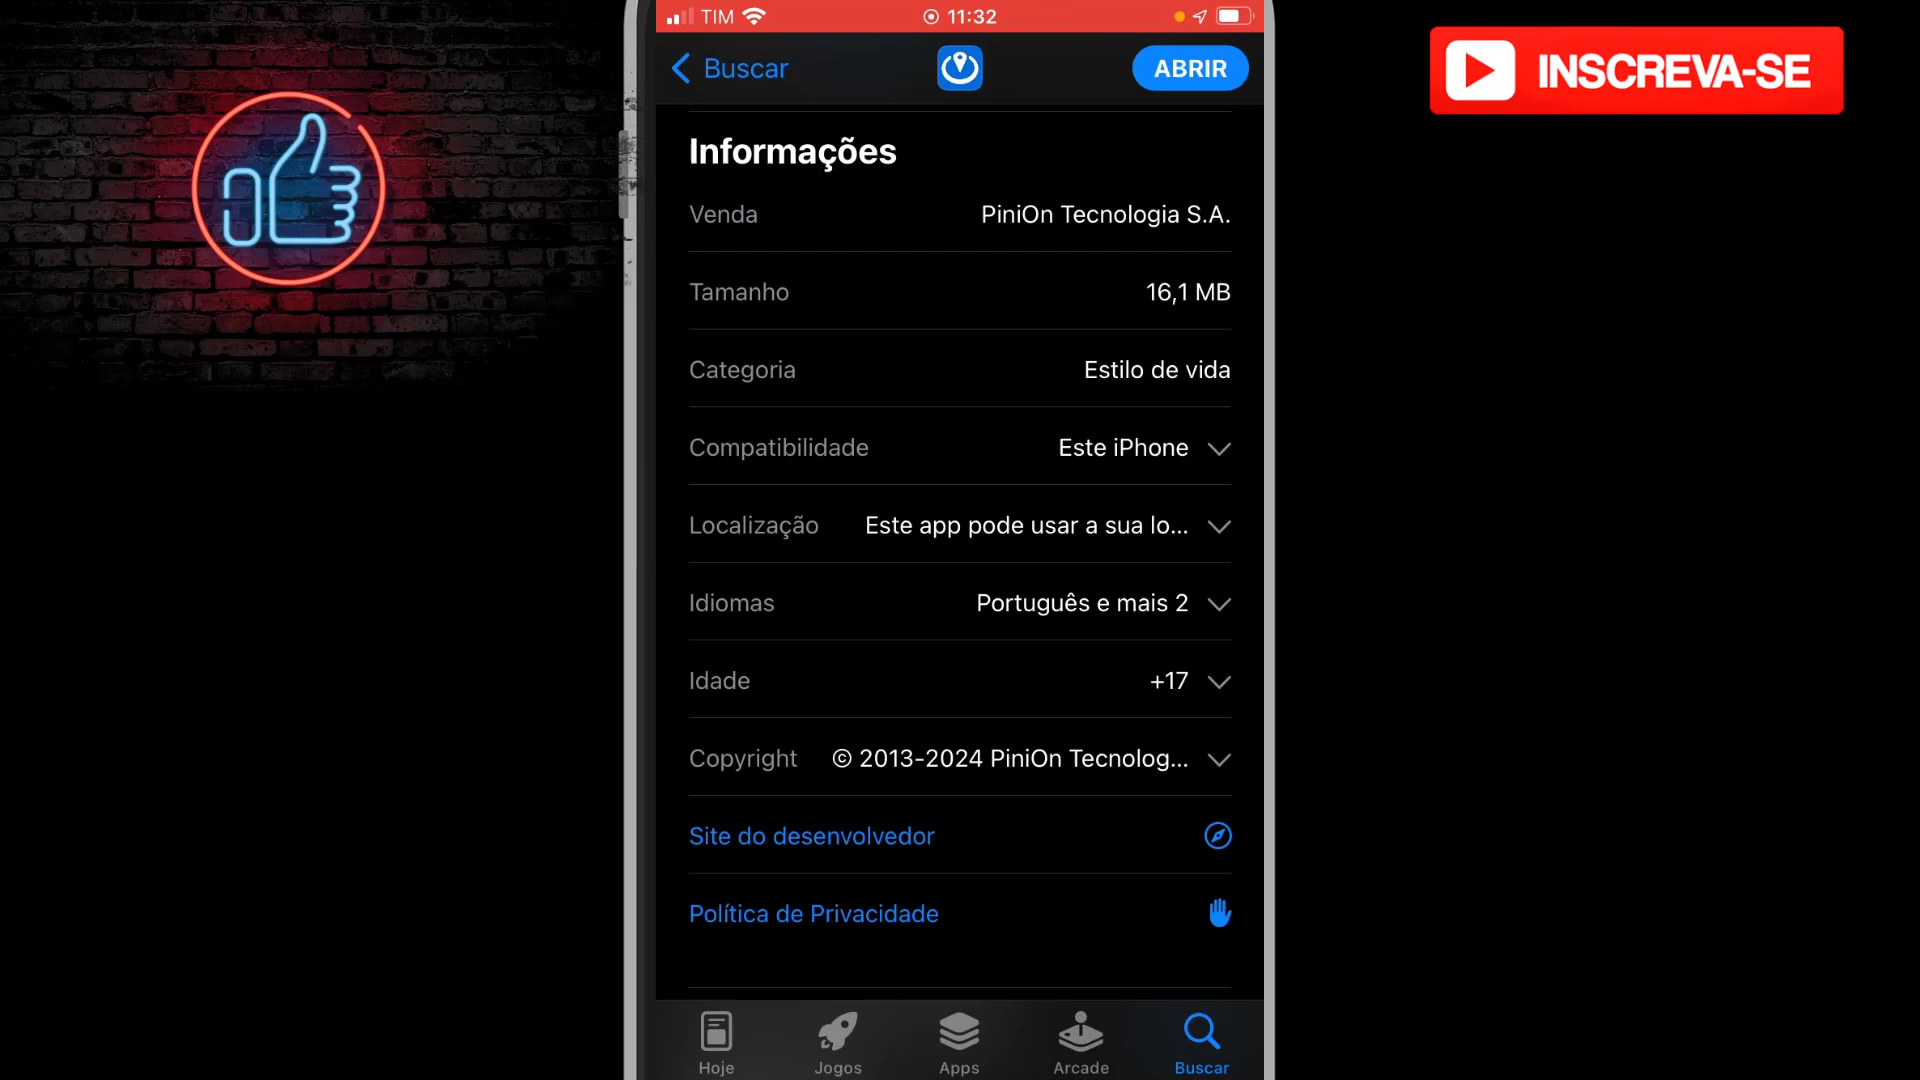 TIM 11:32
Buscar ABRIR
INSCREVA-SE
Informações
Venda PiniOn Tecnologia S.A.
Tamanho 16,1 MB
Categoria Estilo de vida
Compatibilidade Este iPhone
Localização Este app pode usar a sua lo...
Idiomas Português e mais 2
Idade +17
Copyright © 2013-2024 PiniOn Tecnolog...
Site do desenvolvedor
Política de Privacidade
Hoje Jogos Apps Arcade Buscar